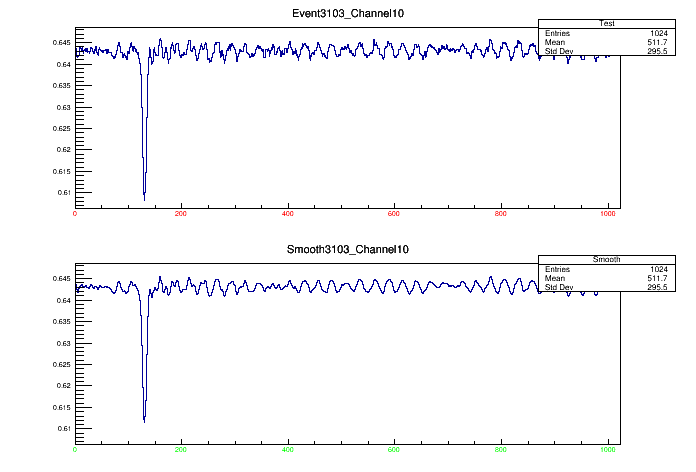 Event3103_Channel10
Test
Entries 1024
Mean 511.7
Std Dev 295.5
0.645
0.64
0.635
0.63
0.625
0.62
0.615
0.61
0 200 400 600 800 1000
Smooth3103_Channel10
Smooth
Entries 1024
Mean 511.7
Std Dev 295.5
0.645
0.64
0.635
0.63
0.625
0.62
0.615
0.61
0 200 400 600 800 1000